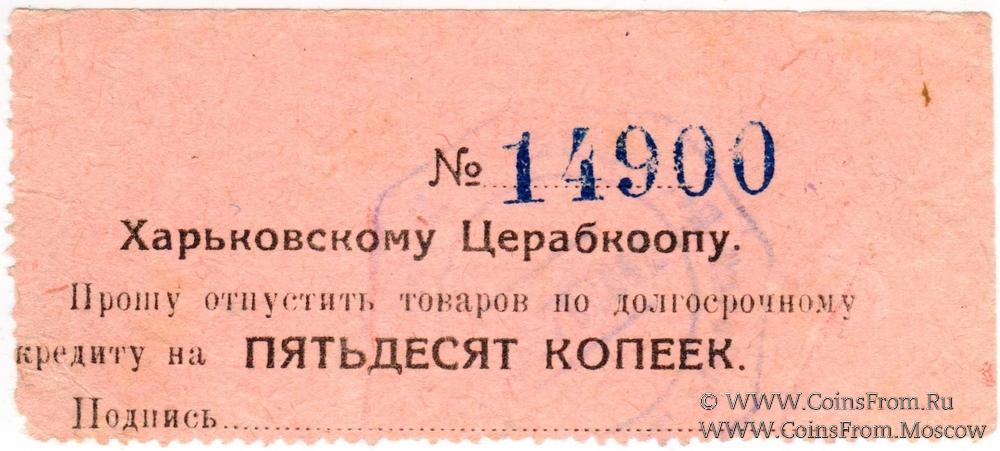 № 14900
Харьковскому Церабкоопу.
Прошу отпустить товаров по долгосрочному
кредиту на ПЯТЬДЕСЯТ КОПЕЕК.
Подпись
© WWW.CoinsFrom.Ru
WWW.CoinsFrom.Moscow